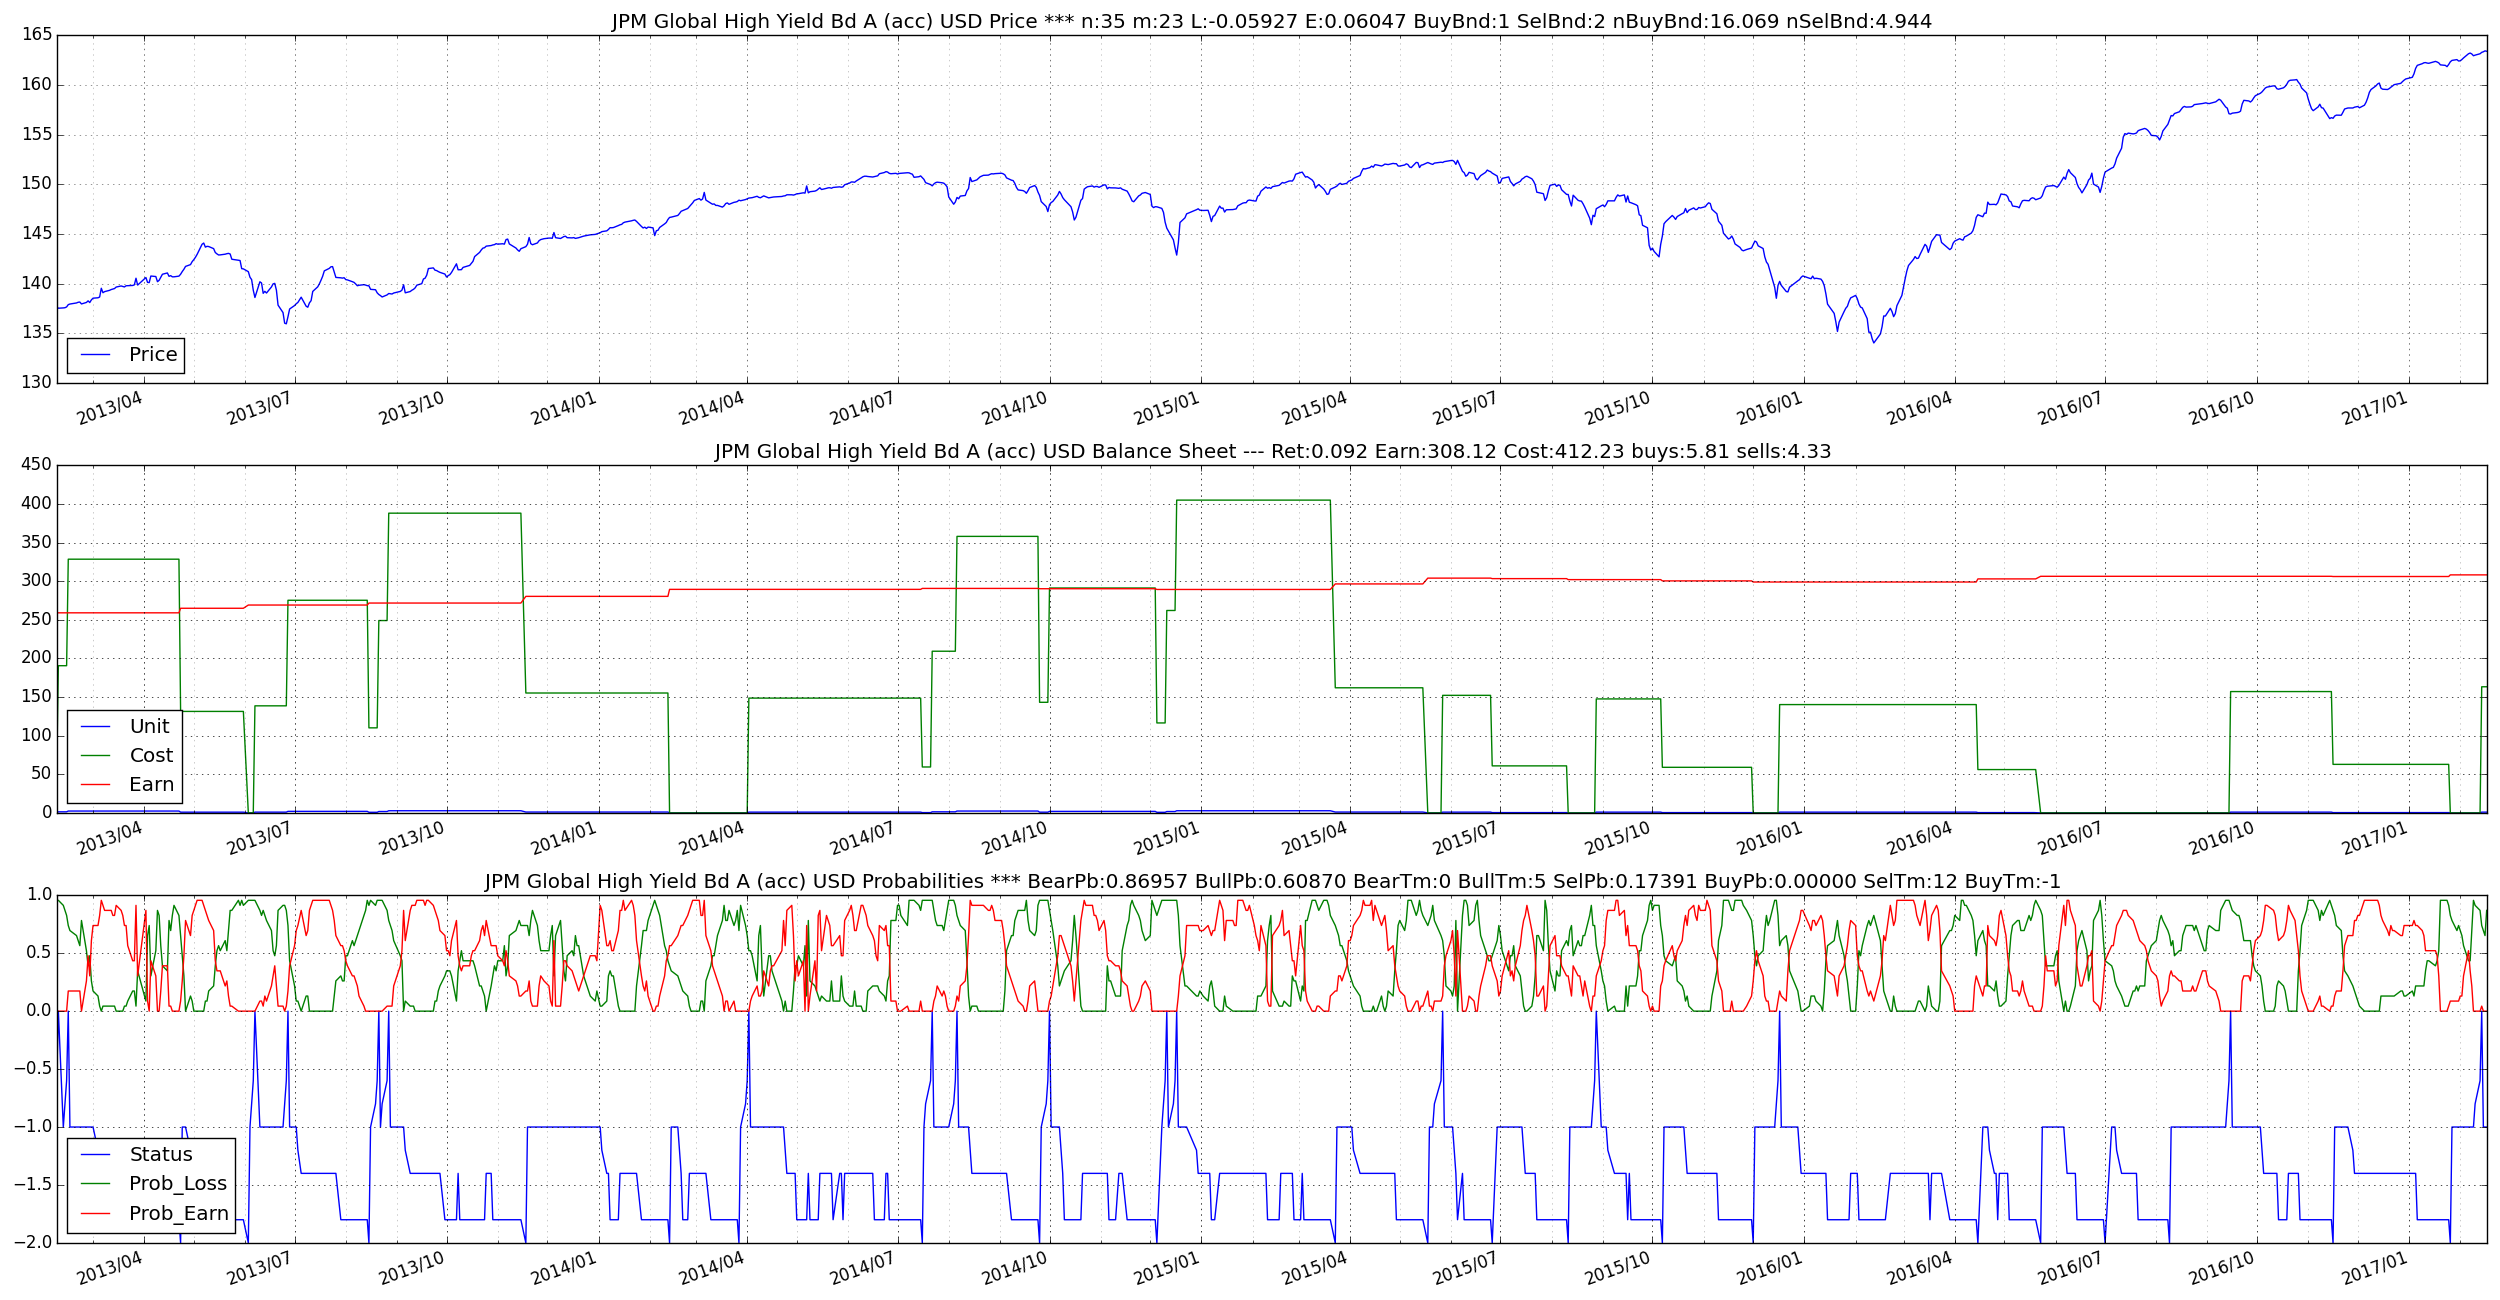 JPM Global High Yield Bd A (acc) USD Price *** n:35 m:23 L:-0.05927 E:0.06047 BuyBnd:1 SelBnd:2 nBuyBnd:16.069 nSelBnd:4.944
165
160
155
150
145
140
135
130
Price
2013/04 2013/07 2013/10 2014/01 2014/04 2014/07 2014/10 2015/01 2015/04 2015/07 2015/10 2016/01 2016/04 2016/07 2016/10 2017/01
JPM Global High Yield Bd A (acc) USD Balance Sheet --- Ret:0.092 Earn:308.12 Cost:412.23 buys:5.81 sells:4.33
450
400
350
300
250
200
150
100
50
0
Unit
Cost
Earn
2013/04 2013/07 2013/10 2014/01 2014/04 2014/07 2014/10 2015/01 2015/04 2015/07 2015/10 2016/01 2016/04 2016/07 2016/10 2017/01
JPM Global High Yield Bd A (acc) USD Probabilities *** BearPb:0.86957 BullPb:0.60870 BearTm:0 BullTm:5 SelPb:0.17391 BuyPb:0.00000 SelTm:12 BuyTm:-1
1.0
0.5
0.0
−0.5
−1.0
−1.5
−2.0
Status
Prob_Loss
Prob_Earn
2013/04 2013/07 2013/10 2014/01 2014/04 2014/07 2014/10 2015/01 2015/04 2015/07 2015/10 2016/01 2016/04 2016/07 2016/10 2017/01